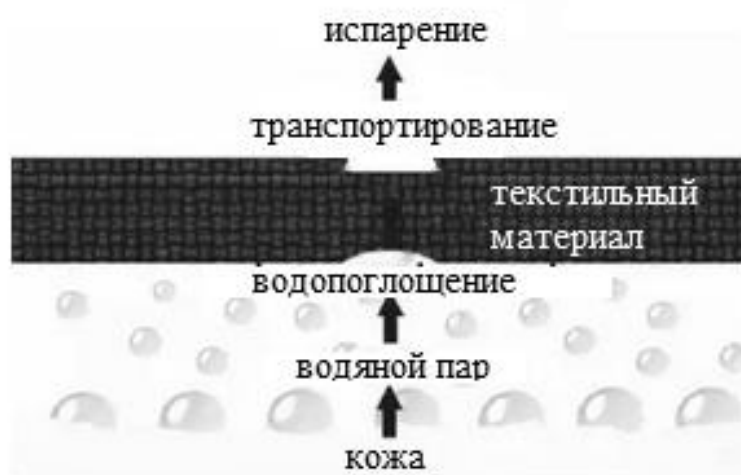 испарение
транспортирование
текстильный
материал
водопоглощение
водяной пар
кожа